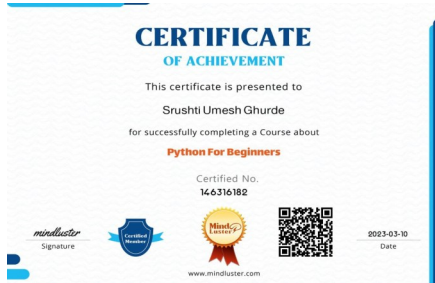 CERTIFICATE
OF ACHIEVEMENT
This certificate is presented to
Srushti Umesh Ghurde
for successfully completing a Course about
Python For Beginners
Certified No.
146316182
mindluster
Signature
Certified
Member
Mind
Luster
2023-03-10
Date
www.mindluster.com